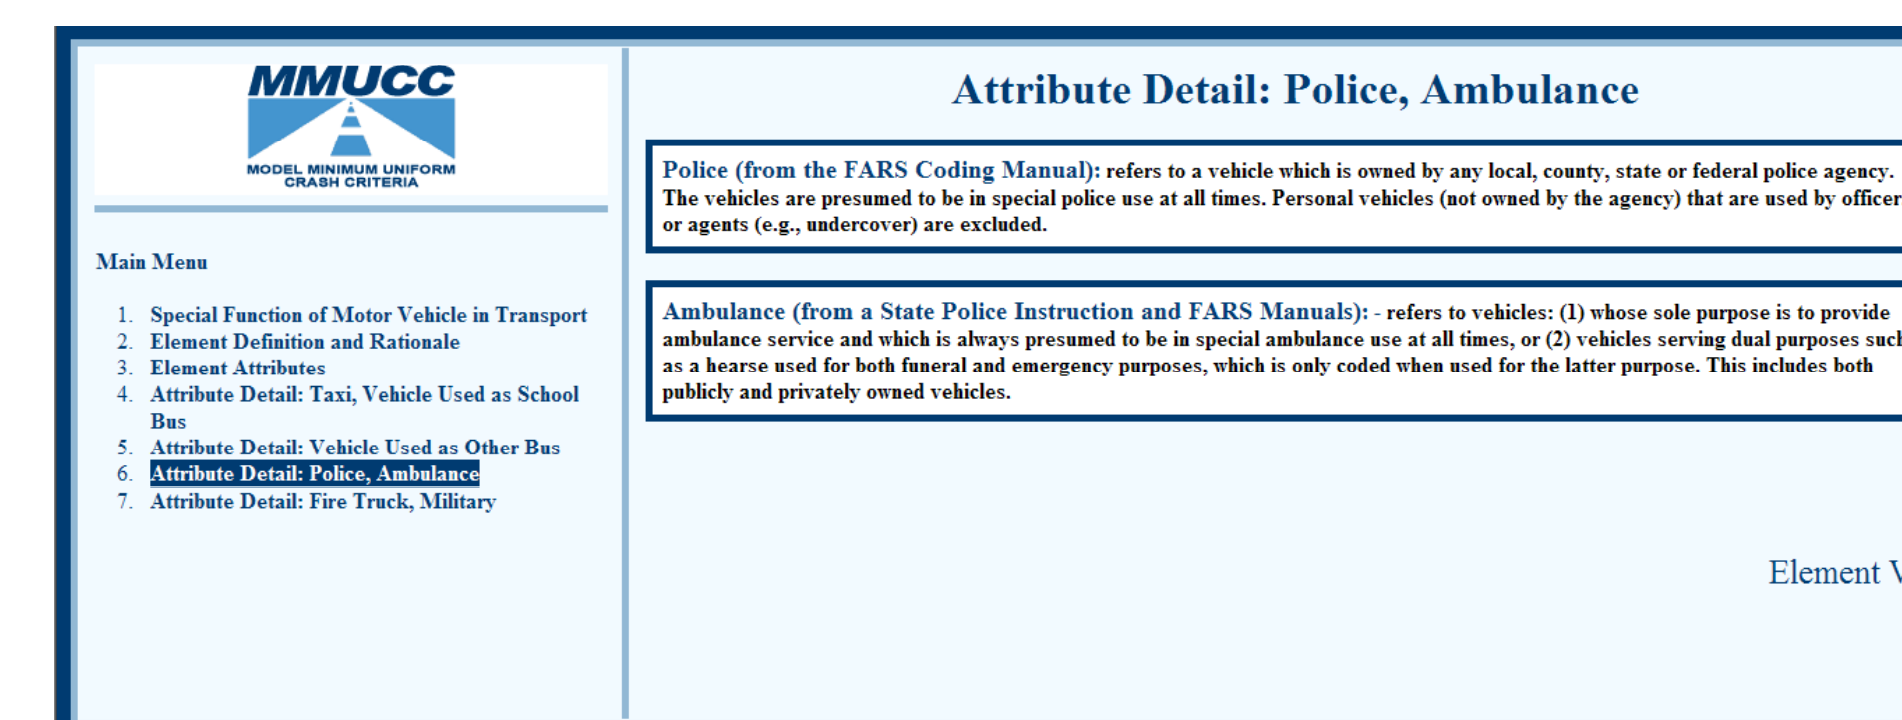 MMUCC
MODEL MINIMUM UNIFORM
CRASH CRITERIA
Main Menu
1. Special Function of Motor Vehicle in Transport
2. Element Definition and Rationale
3. Element Attributes
4. Attribute Detail: Taxi, Vehicle Used as School
Bus
5. Attribute Detail: Vehicle Used as Other Bus
6. Attribute Detail: Police, Ambulance
7. Attribute Detail: Fire Truck, Military
Attribute Detail: Police, Ambulance
Police (from the FARS Coding Manual): refers to a vehicle which is owned by any local, county, state or federal police agency.
The vehicles are presumed to be in special police use at all times. Personal vehicles (not owned by the agency) that are used by officer
or agents (e.g., undercover) are excluded.
Ambulance (from a State Police Instruction and FARS Manuals): - refers to vehicles: (1) whose sole purpose is to provide
ambulance service and which is always presumed to be in special ambulance use at all times, or (2) vehicles serving dual purposes such
as a hearse used for both funeral and emergency purposes, which is only coded when used for the latter purpose. This includes both
publicly and privately owned vehicles.
Element V